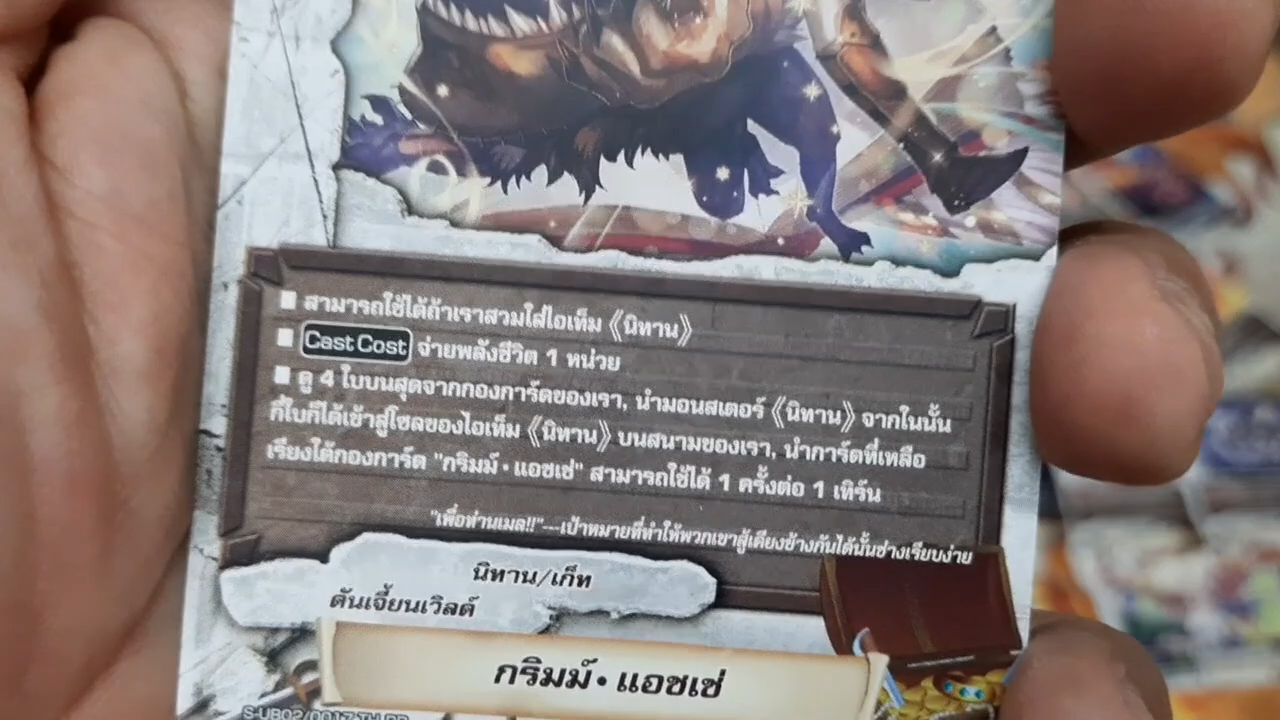 ■ สามารถใช้ได้ถ้าเราสวมใส่ไอเท็ม 《นิทาน》
■ Cast Cost จ่ายพลังชีวิต 1 หน่วย
■ ดู 4 ใบบนสุดจากกองการ์ดของเรา, นำมอนสเตอร์ 《นิทาน》 จากในนั้น
กี่ใบก็ได้เข้าสู่โซลของไอเท็ม 《นิทาน》 บนสนามของเรา, นำการ์ดที่เหลือ
เรียงใต้กองการ์ด "กริมม์・แอชเช่" สามารถใช้ได้ 1 ครั้งต่อ 1 เทิร์น
"เพื่อท่านเมล!!"---เป้าหมายที่ทำให้พวกเขาสู้เคียงข้างกันได้นั้นช่างเรียบง่าย
นิทาน/เก็ท
ดันเจี้ยนเวิลด์
กริมม์・แอชเช่
S-UB02/0017